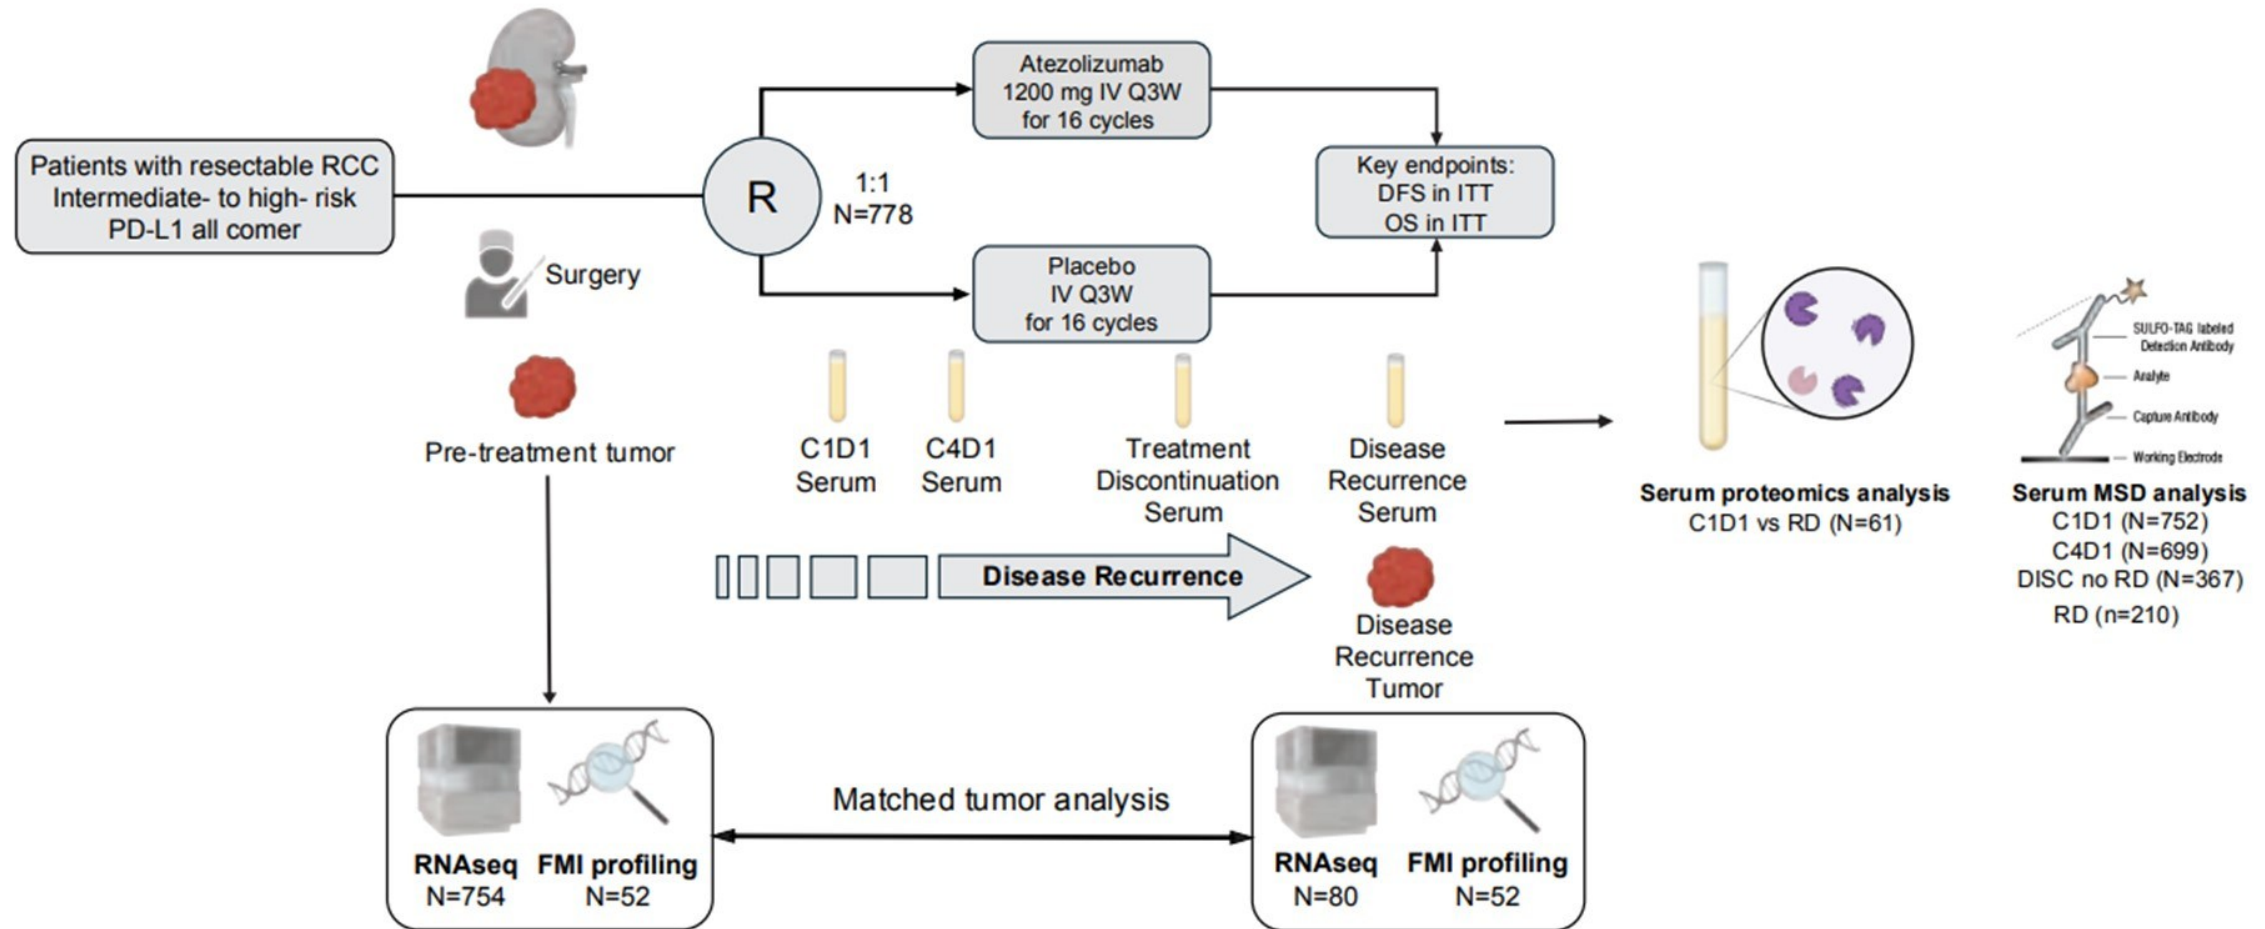 Patients with resectable RCC
Intermediate- to high- risk
PD-L1 all comer
Surgery
R
1:1
N=778
Atezolizumab
1200 mg IV Q3W
for 16 cycles
Placebo
IV Q3W
for 16 cycles
Key endpoints:
DFS in ITT
OS in ITT
Pre-treatment tumor
C1D1
Serum
C4D1
Serum
Treatment
Discontinuation
Serum
Disease
Recurrence
Serum
Disease Recurrence
Disease
Recurrence
Tumor
SULFO-TAG labeled
Detection Antibody
Analyte
Capture Antibody
Working Electrode
Serum proteomics analysis
C1D1 vs RD (N=61)
Serum MSD analysis
C1D1 (N=752)
C4D1 (N=699)
DISC no RD (N=367)
RD (n=210)
RNAseq
N=754
FMI profiling
N=52
Matched tumor analysis
RNAseq
N=80
FMI profiling
N=52